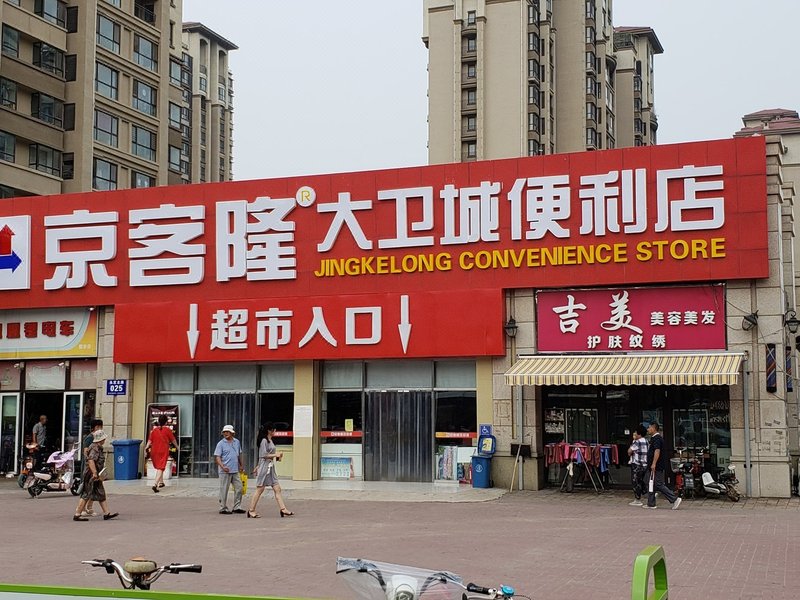 京客隆® 大卫城便利店
JINGKELONG CONVENIENCE STORE
超市入口
吉美 美容美发
护肤纹绣
025